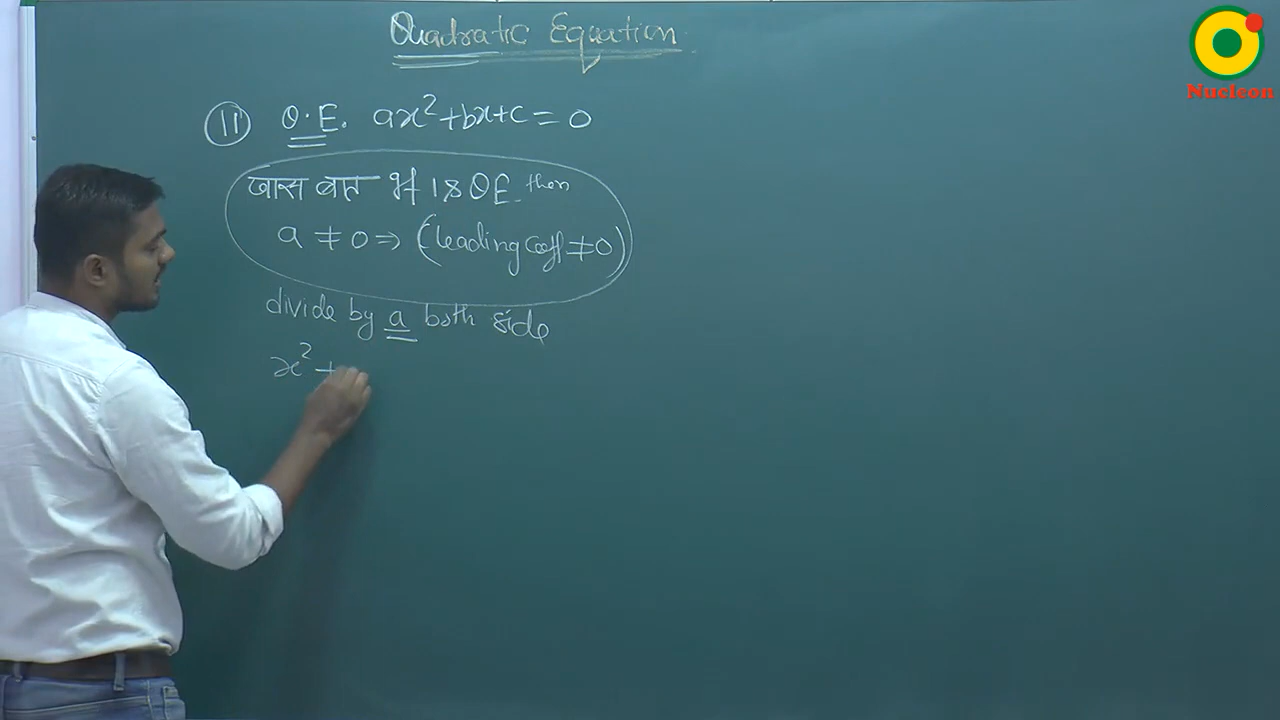 Quadratic Equation
Nucleon
11 Q.E. ax²+bx+c=0
खास बात If is QE then
a ≠ 0 ⇒ (leading coeff ≠ 0)
divide by a both side
x² +